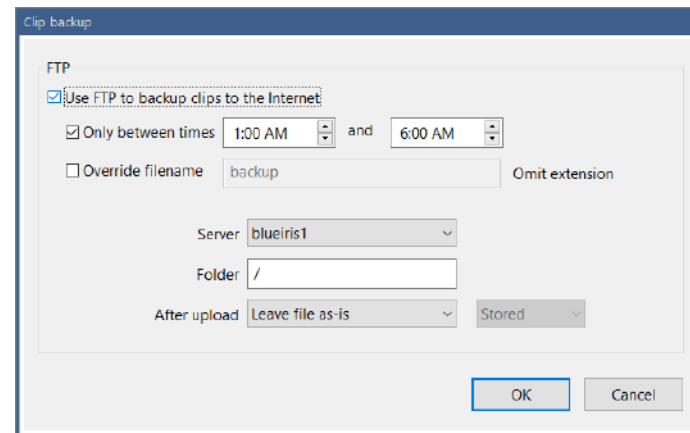 Clip backup
FTP
Use FTP to backup clips to the Internet
Only between times 1:00 AM and 6:00 AM
Override filename backup Omit extension
Server blueiris1
Folder /
After upload Leave file as-is Stored
OK Cancel